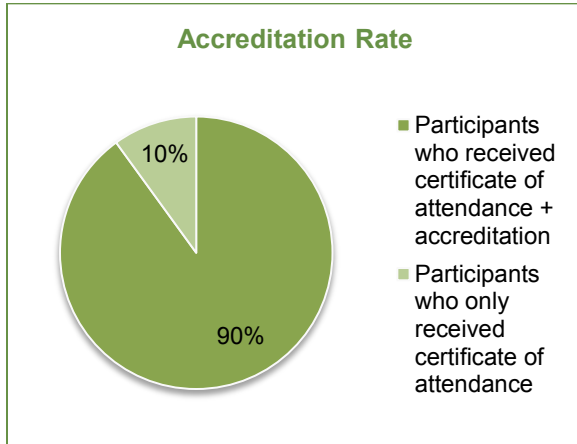 Accreditation Rate
10%
90%
Participants
who received
certificate of
attendance +
accreditation
Participants
who only
received
certificate of
attendance